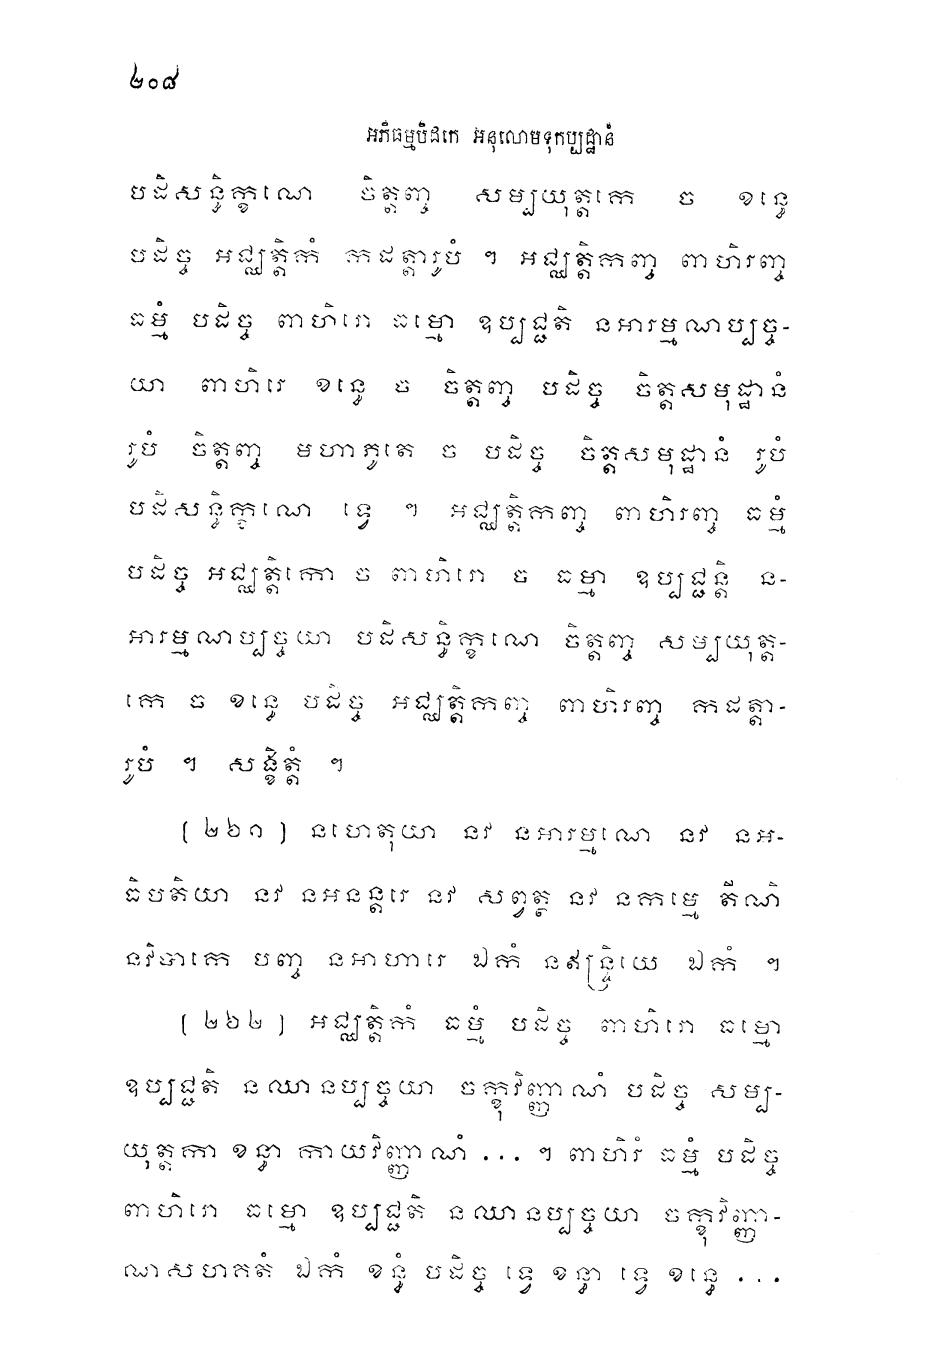 ២០៨
អភិធម្មបិដកេ អនុលោមទុកប្បដ្ឋានំ
បដិសន្ធិក្ខណេ ចិត្តញ្ច សម្បយុត្តកេ ច ខន្ធេ
បដិច្ច អជ្ឈត្តិកំ កដត្តារូបំ ។ អជ្ឈត្តិកញ្ច ពាហិរញ្ច
ធម្មំ បដិច្ច ពាហិរោ ធម្មោ ឧប្បជ្ជតិ នអារម្មណប្បច្ច-
យា ពាហិរេ ខន្ធេ ច ចិត្តញ្ច បដិច្ច ចិត្តសមុដ្ឋានំ
រូបំ ចិត្តញ្ច មហាភូតេ ច បដិច្ច ចិត្តសមុដ្ឋានំ រូបំ
បដិសន្ធិក្ខណេ ទ្វេ ។ អជ្ឈត្តិកញ្ច ពាហិរញ្ច ធម្មំ
បដិច្ច អជ្ឈត្តិកោ ច ពាហិរោ ច ធម្មា ឧប្បជ្ជន្តិ ន-
អារម្មណប្បច្ចយា បដិសន្ធិក្ខណេ ចិត្តញ្ច សម្បយុត្ត-
កេ ច ខន្ធេ បដិច្ច អជ្ឈត្តិកញ្ច ពាហិរញ្ច កដត្តា-
រូបំ ។ សង្ខិត្តំ ។
(២៦១) នហេតុយា នវ នអារម្មណេ នវ នអ-
ធិបតិយា នវ នអនន្តរេ នវ សព្វត្ថ នវ នកម្មេ តីណិ
នវិបាកេ បញ្ច នអាហារេ ឯកំ នឥន្ទ្រិយេ ឯកំ ។
(២៦២) អជ្ឈត្តិកំ ធម្មំ បដិច្ច ពាហិរោ ធម្មោ
ឧប្បជ្ជតិ នឈានប្បច្ចយា ចក្ខុវិញ្ញាណំ បដិច្ច សម្ប-
យុត្តកា ខន្ធា កាយវិញ្ញាណំ ... ។ ពាហិរំ ធម្មំ បដិច្ច
ពាហិរោ ធម្មោ ឧប្បជ្ជតិ នឈានប្បច្ចយា ចក្ខុវិញ្ញា-
ណសហគតំ ឯកំ ខន្ធំ បដិច្ច ទ្វេ ខន្ធា ទ្វេ ខន្ធេ ...